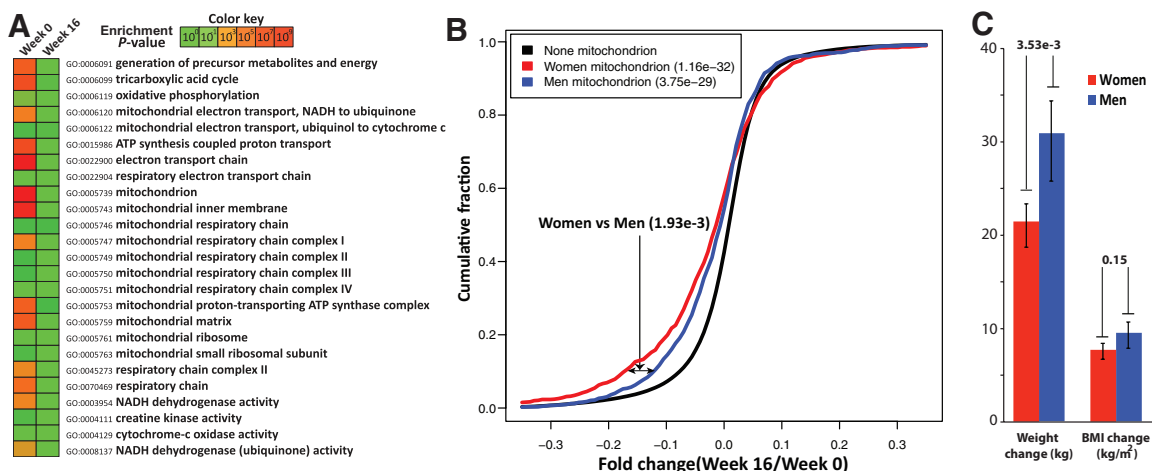 A
Week 0
Week 16
Color key
Enrichment
P-value
10⁰ 10¹ 10³ 10⁵ 10⁷ 10⁹
GO:0006091 generation of precursor metabolites and energy
GO:0006099 tricarboxylic acid cycle
GO:0006119 oxidative phosphorylation
GO:0006120 mitochondrial electron transport, NADH to ubiquinone
GO:0006122 mitochondrial electron transport, ubiquinol to cytochrome c
GO:0015986 ATP synthesis coupled proton transport
GO:0022900 electron transport chain
GO:0022904 respiratory electron transport chain
GO:0005739 mitochondrion
GO:0005743 mitochondrial inner membrane
GO:0005746 mitochondrial respiratory chain
GO:0005747 mitochondrial respiratory chain complex I
GO:0005749 mitochondrial respiratory chain complex II
GO:0005750 mitochondrial respiratory chain complex III
GO:0005751 mitochondrial respiratory chain complex IV
GO:0005753 mitochondrial proton-transporting ATP synthase complex
GO:0005759 mitochondrial matrix
GO:0005761 mitochondrial ribosome
GO:0005763 mitochondrial small ribosomal subunit
GO:0045273 respiratory chain complex II
GO:0070469 respiratory chain
GO:0003954 NADH dehydrogenase activity
GO:0004111 creatine kinase activity
GO:0004129 cytochrome-c oxidase activity
GO:0008137 NADH dehydrogenase (ubiquinone) activity
B
None mitochondrion
Women mitochondrion (1.16e−32)
Men mitochondrion (3.75e−29)
Women vs Men (1.93e-3)
Cumulative fraction
1.0
0.8
0.6
0.4
0.2
0.0
−0.3 −0.2 −0.1 0.0 0.1 0.2 0.3
Fold change(Week 16/Week 0)
C
40
30
20
10
0
3.53e-3
Women
Men
0.15
Weight change (kg)
BMI change (kg/m²)